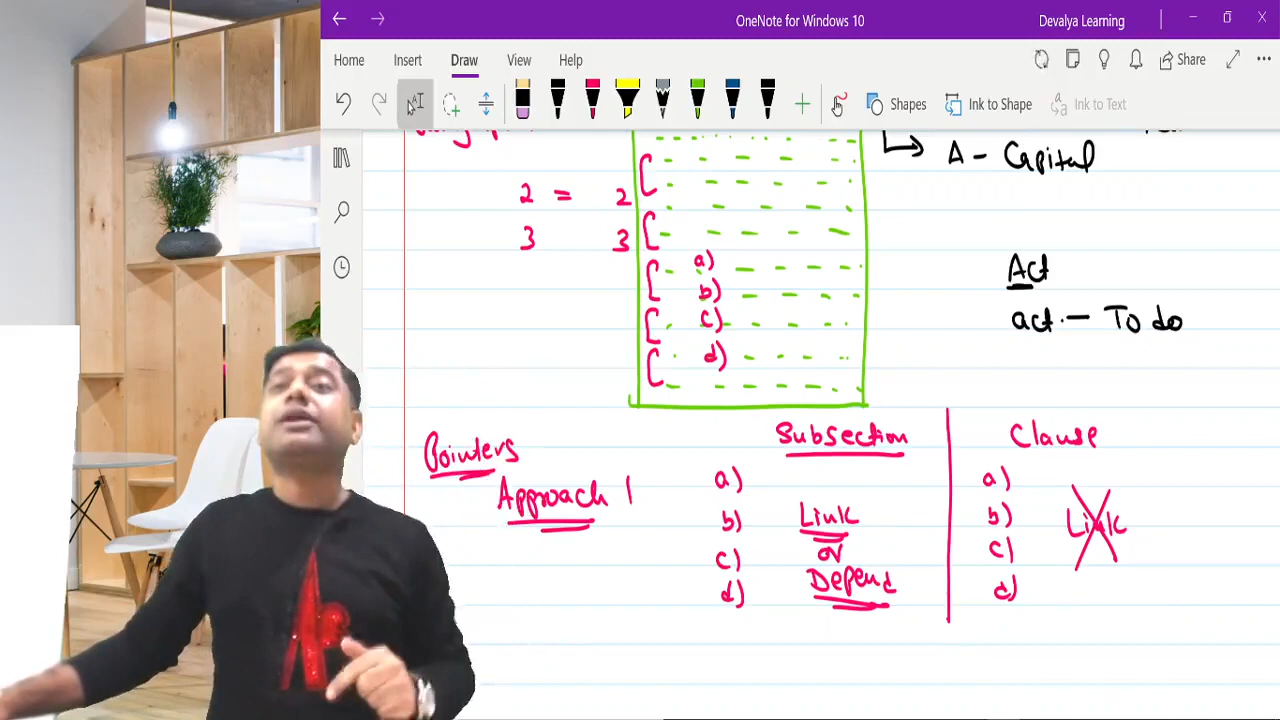 OneNote for Windows 10
Devalya Learning
Home
Insert
Draw
View
Help
Share
Shapes
Ink to Shape
Ink to Text
A - Capital
2 = 2
3 3
a)
b)
c)
d)
Act
act - To do
Pointers
Approach 1
Subsection
a)
b) Link
or
c) Depend
d)
Clause
a)
b) Link
c)
d)